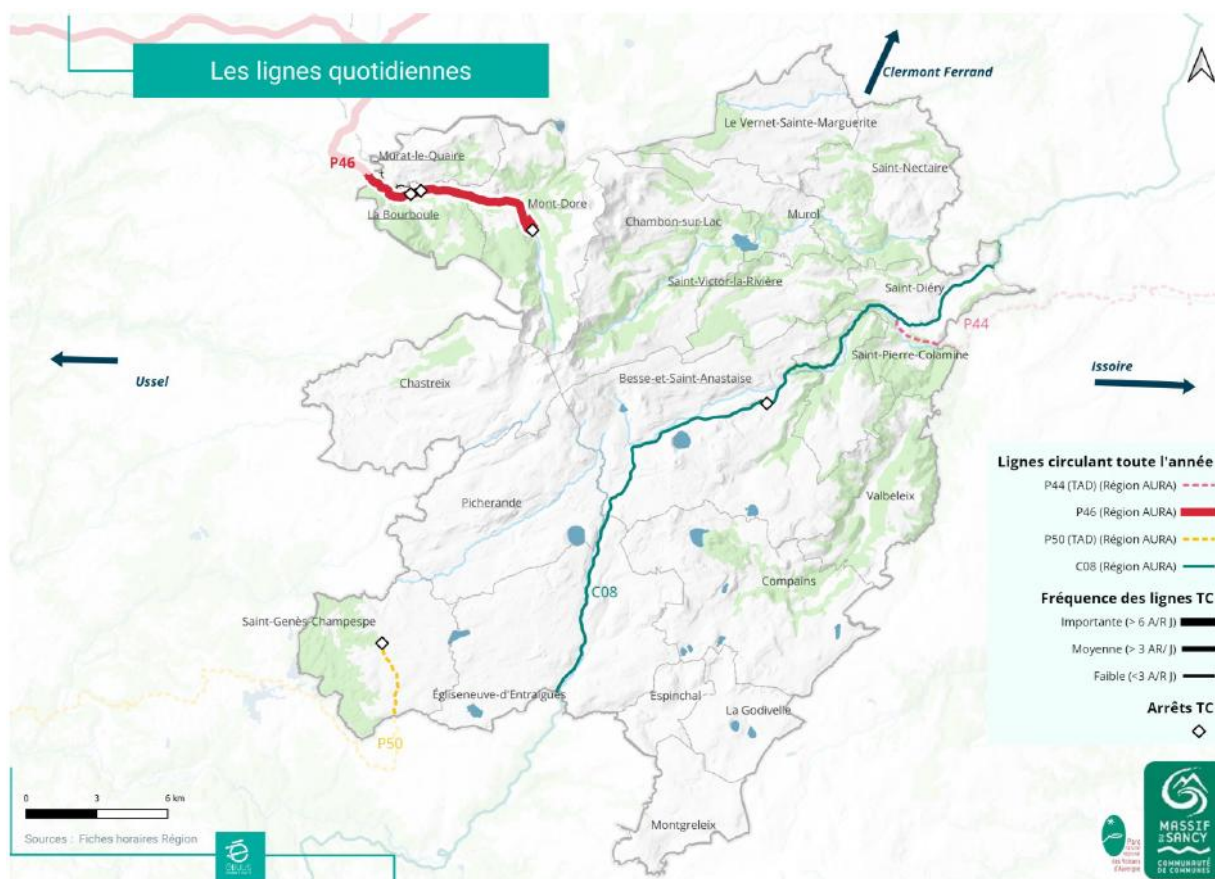 Les lignes quotidiennes
Clermont Ferrand
Le Vernet-Sainte-Marguerite
P46
Murat-le-Quaire
Saint-Nectaire
La Bourboule
Mont-Dore
Chambon-sur-Lac
Murol
Saint-Victor-la-Rivière
Saint-Diéry
P44
Saint-Pierre-Colamine
Ussel
Chastreix
Besse-et-Saint-Anastaise
Issoire
Picherande
Valbeleix
Compains
C08
Saint-Genès-Champespe
Égliseneuve-d'Entraigues
Espinchal
La Godivelle
P50
Montgreleix
Lignes circulant toute l'année
P44 (TAD) (Région AURA)
P46 (Région AURA)
P50 (TAD) (Région AURA)
C08 (Région AURA)
Fréquence des lignes TC
Importante (> 6 A/R J)
Moyenne (> 3 AR/ J)
Faible (<3 A/R J)
Arrêts TC
0 3 6 km
Sources : Fiches horaires Région
Parc
des Volcans
d'Auvergne
MASSIF
DU SANCY
COMMUNAUTÉ
DE COMMUNES